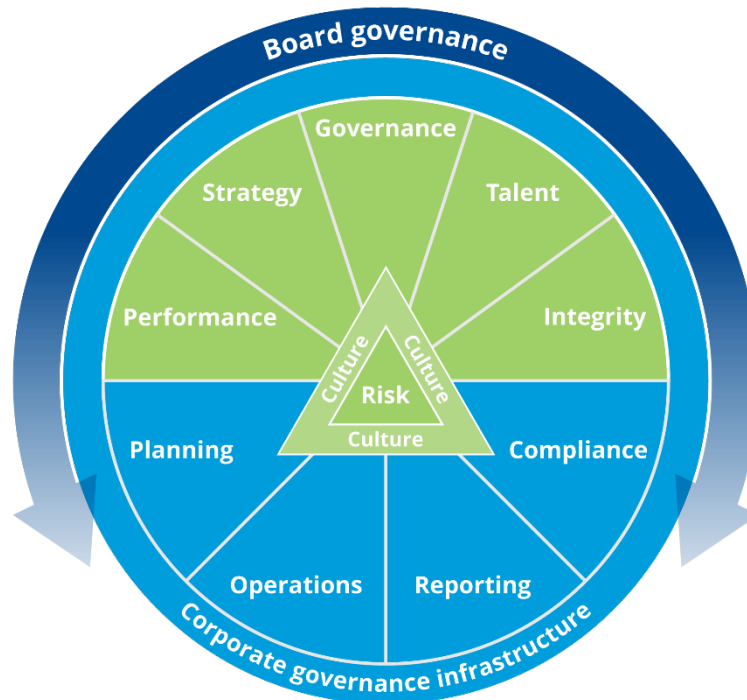 Board governance
Governance
Strategy
Talent
Performance
Integrity
Culture
Culture
Risk
Culture
Planning
Compliance
Operations
Reporting
Corporate governance infrastructure